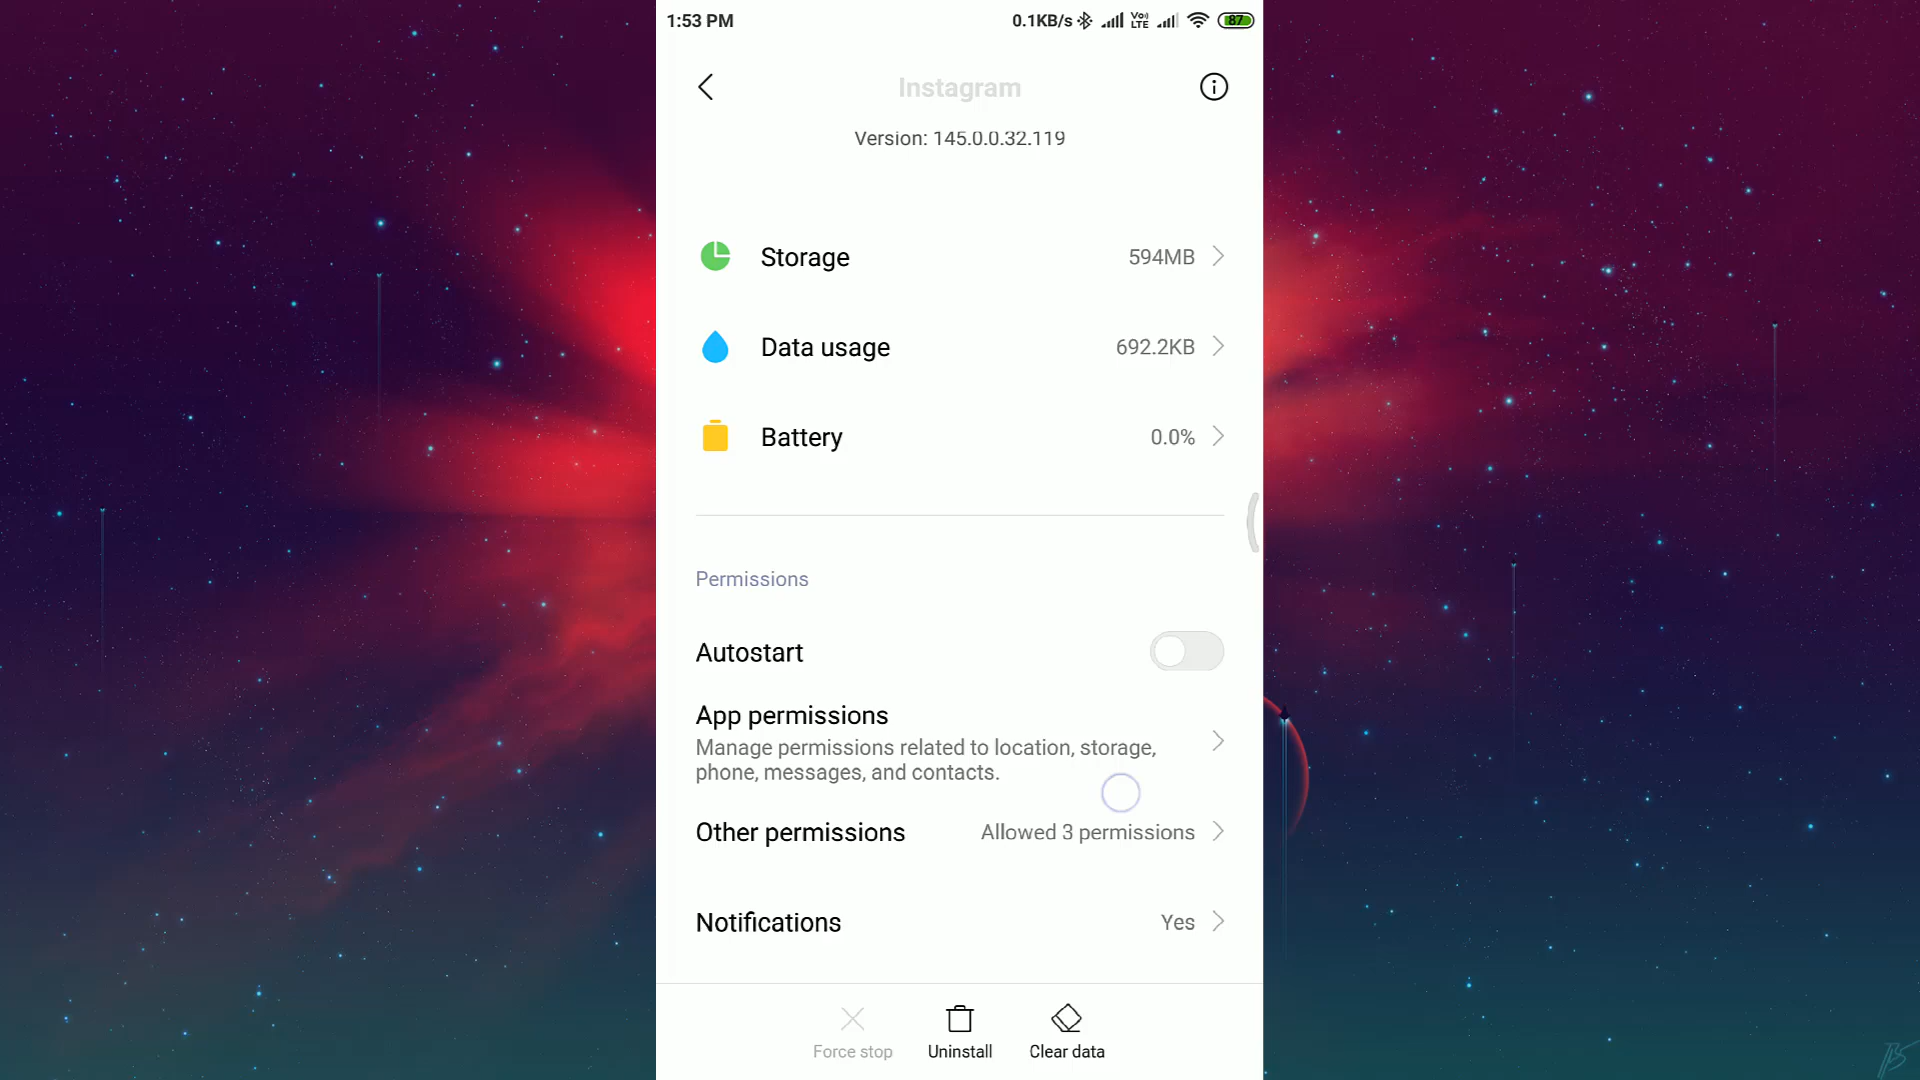 1:53 PM
0.1KB/s
Vo))
LTE
87
Instagram
Version: 145.0.0.32.119
Storage
594MB
Data usage
692.2KB
Battery
0.0%
Permissions
Autostart
App permissions
Manage permissions related to location, storage,
phone, messages, and contacts.
Other permissions
Allowed 3 permissions
Notifications
Yes
Force stop
Uninstall
Clear data